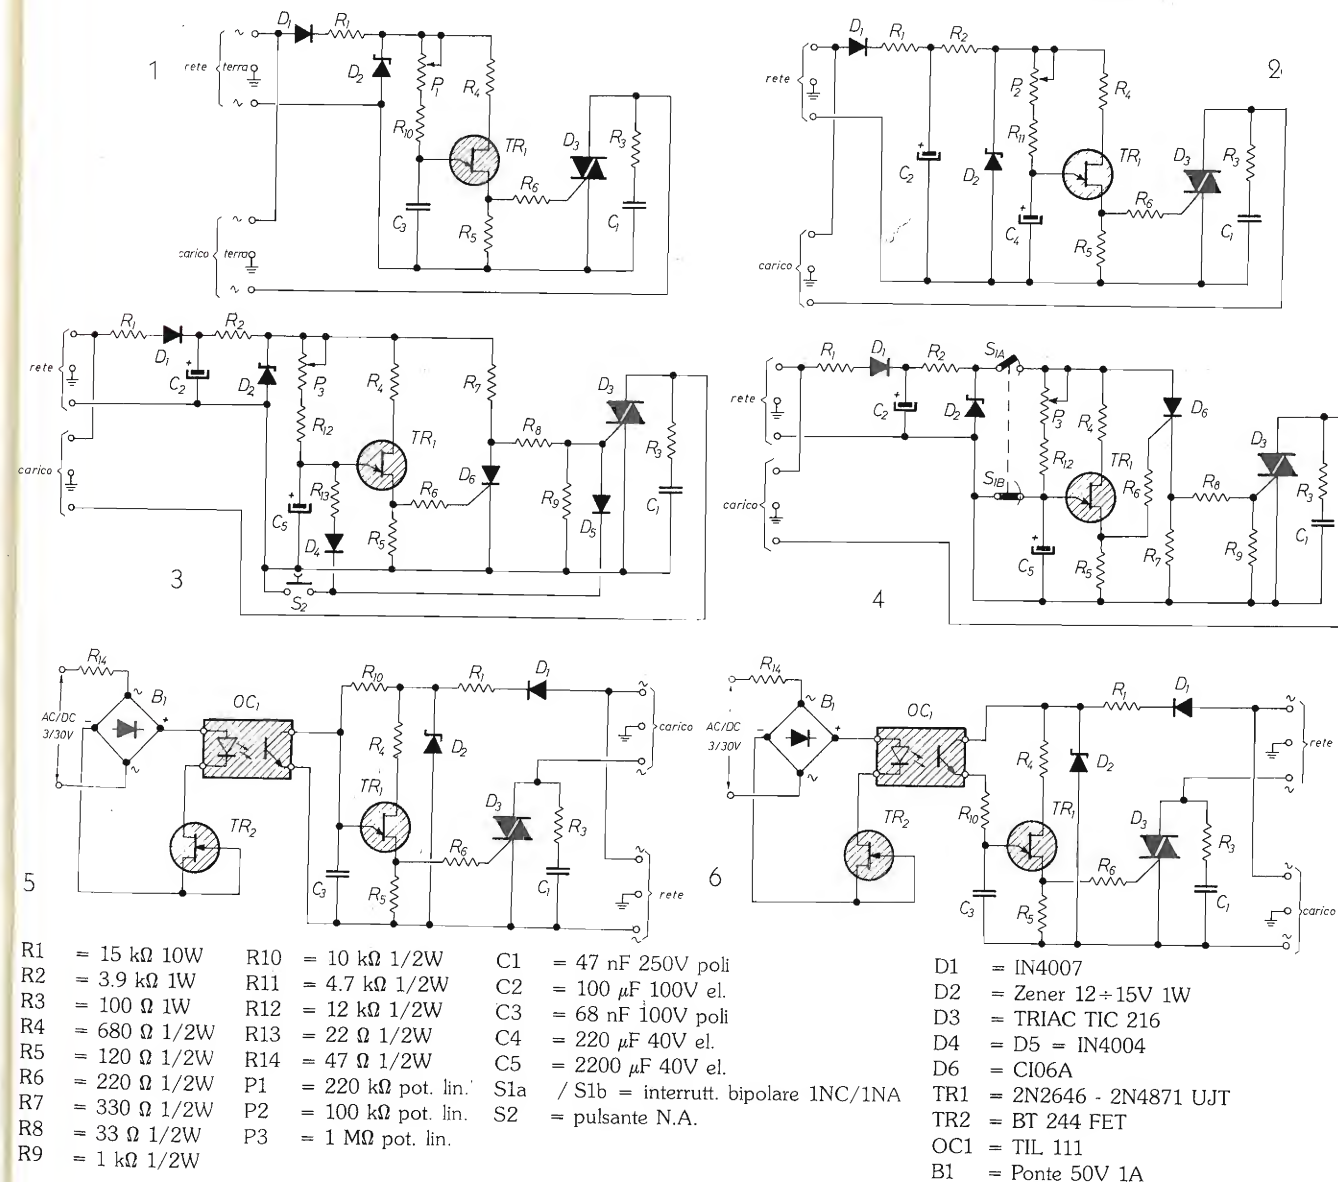 1
rete
~
terra
~
D1
R1
D2
P1
R4
R10
TR1
D3
R3
R6
C3
R5
C1
~
carico
terra
~
2
rete
D1
R1
R2
P2
R4
R11
C2
D2
TR1
D3
R3
R6
+
C4
R5
C1
carico
3
rete
R1
D1
R2
+
C2
D2
P3
R4
R7
D3
R12
TR1
R8
R3
carico
R13
R6
D6
R9
D5
C1
+
C5
D4
R5
S2
4
rete
R1
D1
R2
S1A
+
C2
D2
P3
R4
D6
R12
TR1
D3
carico
S1B
R6
R8
R3
+
C5
R5
R7
R9
C1
5
R14
AC/DC
3/30V
B1
~
-
+
~
OC1
R10
R1
D1
~
carico
~
R4
D2
TR1
D3
R3
TR2
R6
C3
R5
C1
~
rete
~
6
R14
AC/DC
3/30V
B1
~
-
+
~
OC1
R1
D1
~
rete
~
R4
D2
R10
TR1
D3
R3
TR2
R6
C3
R5
C1
~
carico
~
R1 = 15 kΩ 10W
R2 = 3.9 kΩ 1W
R3 = 100 Ω 1W
R4 = 680 Ω 1/2W
R5 = 120 Ω 1/2W
R6 = 220 Ω 1/2W
R7 = 330 Ω 1/2W
R8 = 33 Ω 1/2W
R9 = 1 kΩ 1/2W
R10 = 10 kΩ 1/2W
R11 = 4.7 kΩ 1/2W
R12 = 12 kΩ 1/2W
R13 = 22 Ω 1/2W
R14 = 47 Ω 1/2W
P1 = 220 kΩ pot. lin.
P2 = 100 kΩ pot. lin.
P3 = 1 MΩ pot. lin.
C1 = 47 nF 250V poli
C2 = 100 µF 100V el.
C3 = 68 nF 100V poli
C4 = 220 µF 40V el.
C5 = 2200 µF 40V el.
S1a / S1b = interrutt. bipolare 1NC/1NA
S2 = pulsante N.A.
D1 = IN4007
D2 = Zener 12÷15V 1W
D3 = TRIAC TIC 216
D4 = D5 = IN4004
D6 = CI06A
TR1 = 2N2646 - 2N4871 UJT
TR2 = BT 244 FET
OC1 = TIL 111
B1 = Ponte 50V 1A